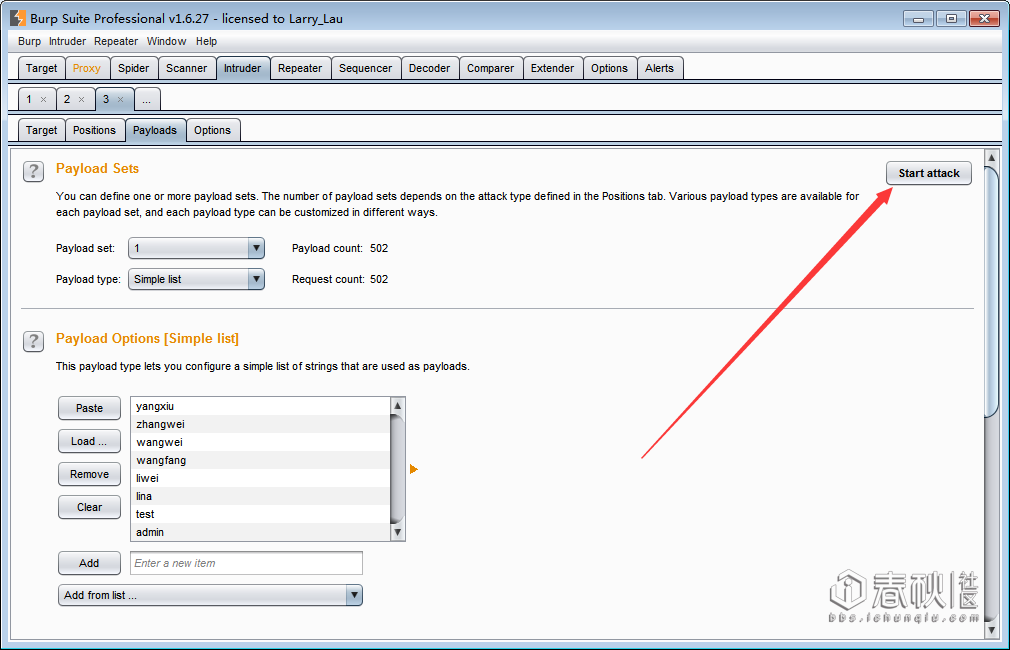 Burp Suite Professional v1.6.27 - licensed to Larry_Lau
Burp Intruder Repeater Window Help
Target Proxy Spider Scanner Intruder Repeater Sequencer Decoder Comparer Extender Options Alerts
1 × 2 × 3 × ...
Target Positions Payloads Options
? Payload Sets Start attack
You can define one or more payload sets. The number of payload sets depends on the attack type defined in the Positions tab. Various payload types are available for
each payload set, and each payload type can be customized in different ways.
Payload set: 1 Payload count: 502
Payload type: Simple list Request count: 502
? Payload Options [Simple list]
This payload type lets you configure a simple list of strings that are used as payloads.
Paste
Load ...
Remove
Clear
yangxiu
zhangwei
wangwei
wangfang
liwei
lina
test
admin
Add Enter a new item
Add from list ...
春秋社区
bbs.ichunqiu.com